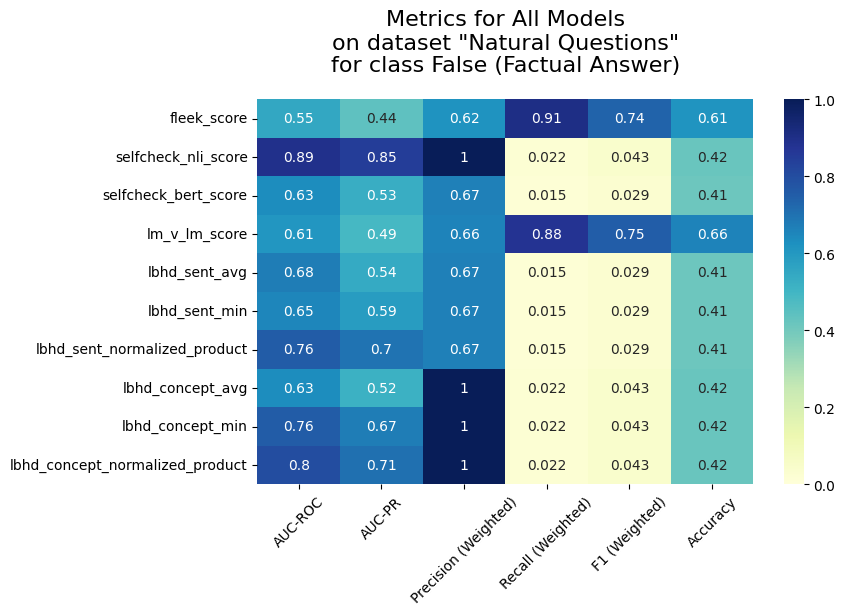 Metrics for All Models
on dataset "Natural Questions"
for class False (Factual Answer)
fleek_score 0.55 0.44 0.62 0.91 0.74 0.61
selfcheck_nli_score 0.89 0.85 1 0.022 0.043 0.42
selfcheck_bert_score 0.63 0.53 0.67 0.015 0.029 0.41
lm_v_lm_score 0.61 0.49 0.66 0.88 0.75 0.66
lbhd_sent_avg 0.68 0.54 0.67 0.015 0.029 0.41
lbhd_sent_min 0.65 0.59 0.67 0.015 0.029 0.41
lbhd_sent_normalized_product 0.76 0.7 0.67 0.015 0.029 0.41
lbhd_concept_avg 0.63 0.52 1 0.022 0.043 0.42
lbhd_concept_min 0.76 0.67 1 0.022 0.043 0.42
lbhd_concept_normalized_product 0.8 0.71 1 0.022 0.043 0.42
AUC-ROC
AUC-PR
Precision (Weighted)
Recall (Weighted)
F1 (Weighted)
Accuracy
1.0
0.8
0.6
0.4
0.2
0.0